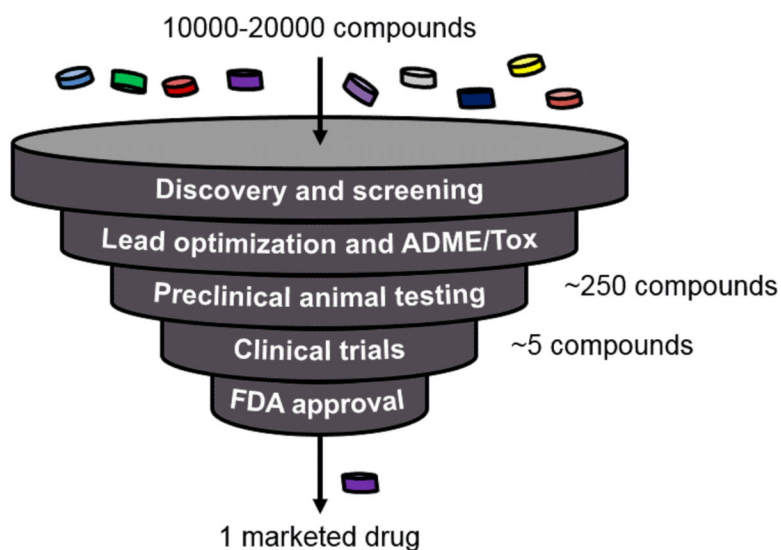 10000-20000 compounds
Discovery and screening
Lead optimization and ADME/Tox
Preclinical animal testing
~250 compounds
Clinical trials
~5 compounds
FDA approval
1 marketed drug